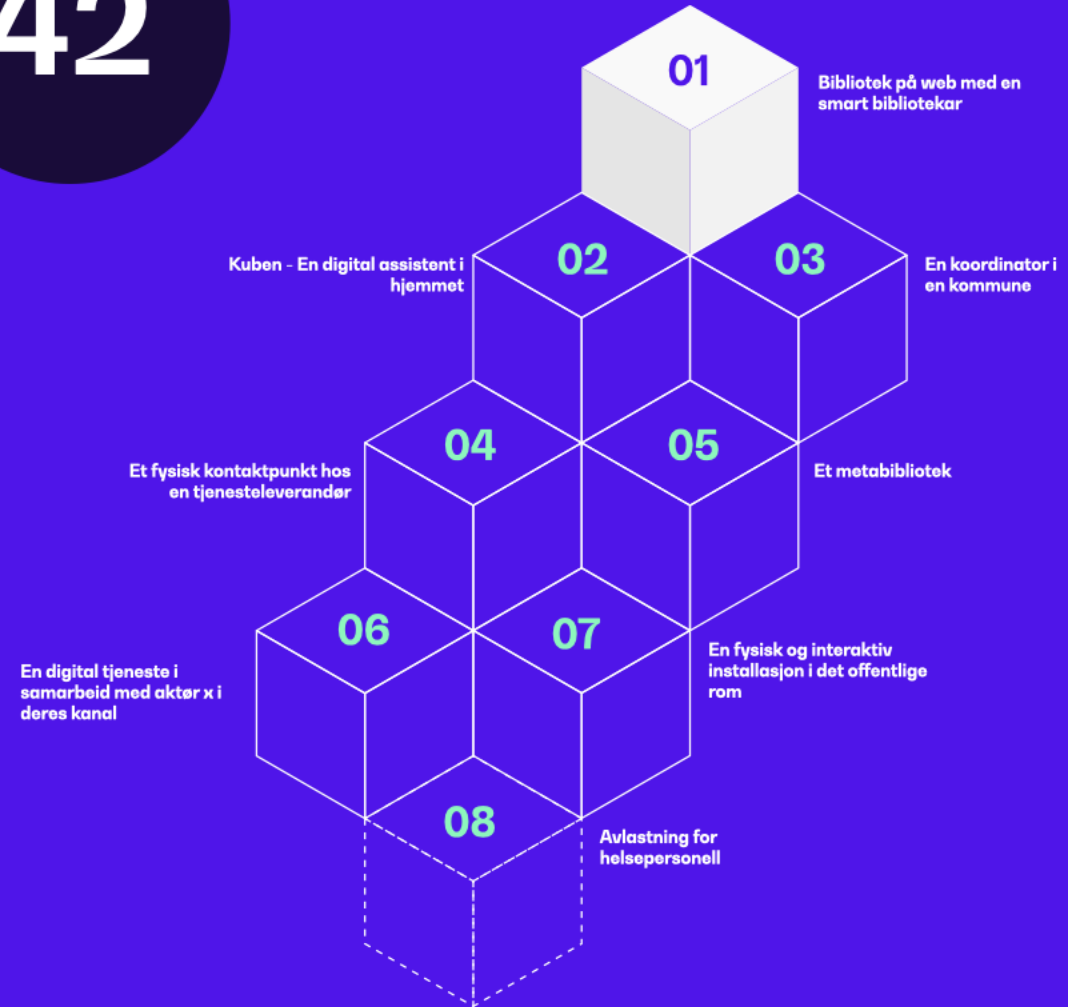 42
01
Bibliotek på web med en
smart bibliotekar
02
Kuben - En digital assistent i
hjemmet
03
En koordinator i
en kommune
04
Et fysisk kontaktpunkt hos
en tjenesteleverandør
05
Et metabibliotek
06
En digital tjeneste i
samarbeid med aktør x i
deres kanal
07
En fysisk og interaktiv
installasjon i det offentlige
rom
08
Avlastning for
helsepersonell